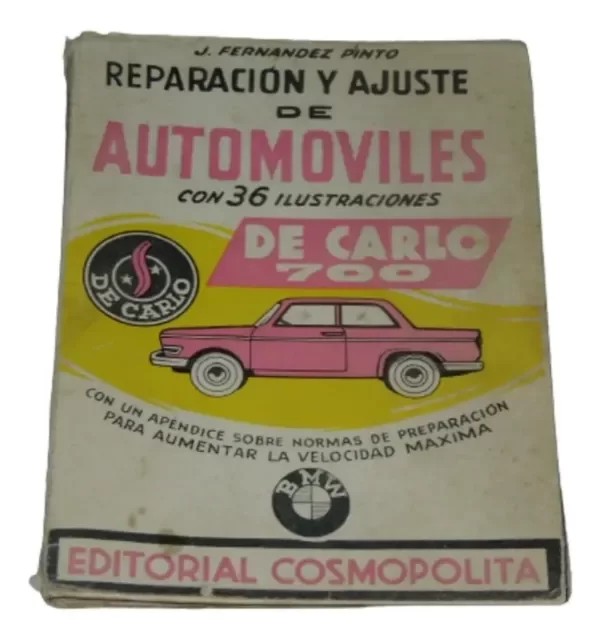 J. FERNANDEZ PINTO
REPARACION Y AJUSTE
DE
AUTOMOVILES
CON 36 ILUSTRACIONES
DE CARLO
700
DE CARLO
CON UN APENDICE SOBRE NORMAS DE PREPARACION
PARA AUMENTAR LA VELOCIDAD MAXIMA
BMW
EDITORIAL COSMOPOLITA